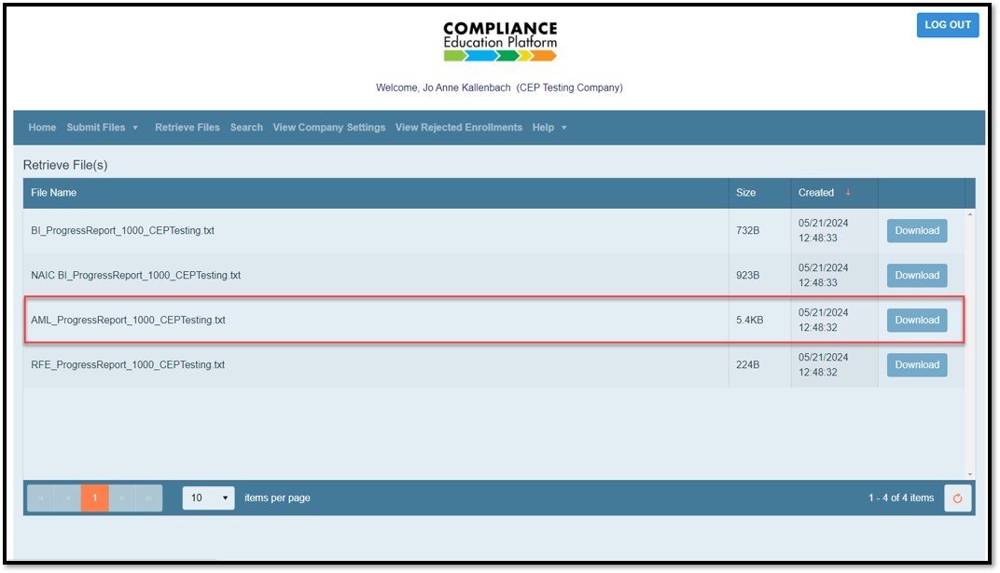 COMPLIANCE
Education Platform
LOG OUT
Welcome, Jo Anne Kallenbach (CEP Testing Company)
Home Submit Files Retrieve Files Search View Company Settings View Rejected Enrollments Help
Retrieve File(s)
File Name Size Created
BI_ProgressReport_1000_CEPTesting.txt 732B 05/21/2024 12:48:33 Download
NAIC BI_ProgressReport_1000_CEPTesting.txt 923B 05/21/2024 12:48:33 Download
AML_ProgressReport_1000_CEPTesting.txt 5.4KB 05/21/2024 12:48:32 Download
RFE_ProgressReport_1000_CEPTesting.txt 224B 05/21/2024 12:48:32 Download
1 10 items per page 1 - 4 of 4 items